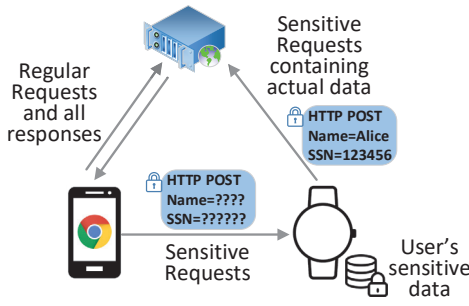 Regular
Requests
and all
responses
Sensitive
Requests
containing
actual data
HTTP POST
Name=Alice
SSN=123456
HTTP POST
Name=????
SSN=??????
Sensitive
Requests
User's
sensitive
data